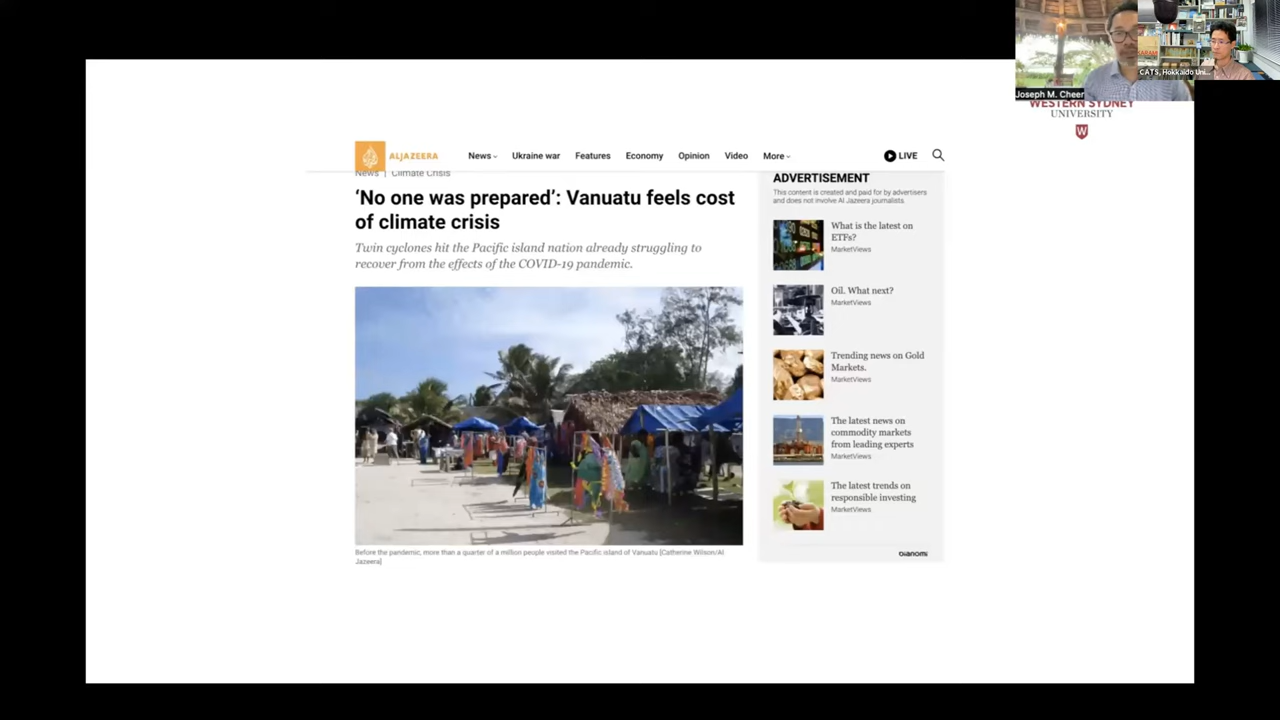 CATS, Hokkaido Uni...
Joseph M. Cheer
WESTERN SYDNEY
UNIVERSITY
W
ALJAZEERA
News
Ukraine war
Features
Economy
Opinion
Video
More
LIVE
News | Climate Crisis
‘No one was prepared’: Vanuatu feels cost
of climate crisis
Twin cyclones hit the Pacific island nation already struggling to
recover from the effects of the COVID-19 pandemic.
Before the pandemic, more than a quarter of a million people visited the Pacific island of Vanuatu [Catherine Wilson/Al
Jazeera]
ADVERTISEMENT
This content is created and paid for by advertisers
and does not involve Al Jazeera journalists.
What is the latest on
ETFs?
MarketViews
Oil. What next?
MarketViews
Trending news on Gold
Markets.
MarketViews
The latest news on
commodity markets
from leading experts
MarketViews
The latest trends on
responsible investing
MarketViews
DIANOMI